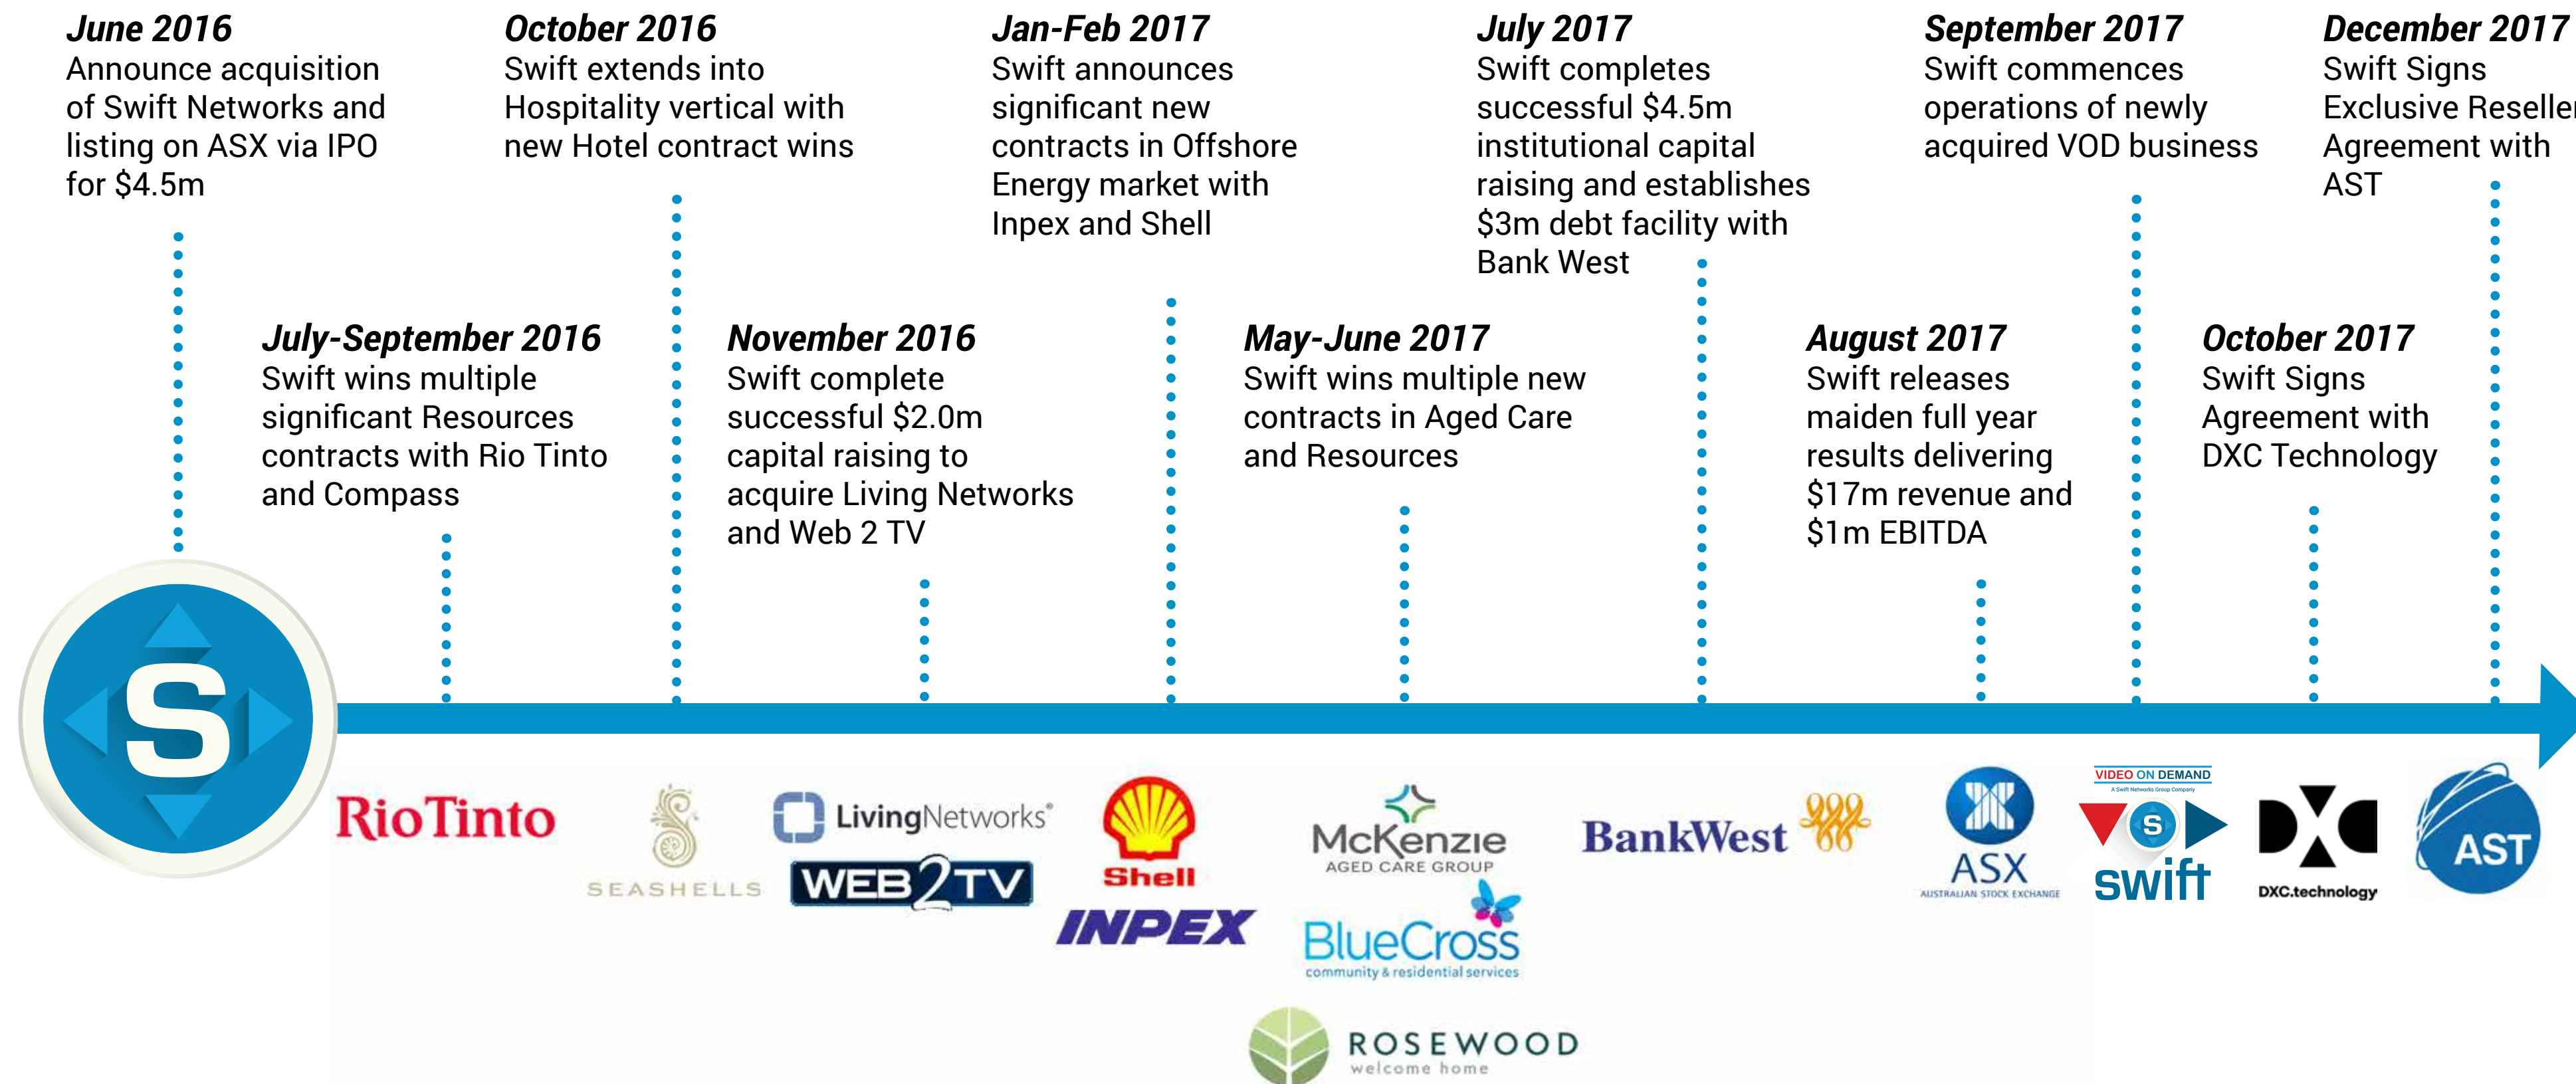 June 2016
Announce acquisition
of Swift Networks and
listing on ASX via IPO
for $4.5m
October 2016
Swift extends into
Hospitality vertical with
new Hotel contract wins
Jan-Feb 2017
Swift announces
significant new
contracts in Offshore
Energy market with
Inpex and Shell
July 2017
Swift completes
successful $4.5m
institutional capital
raising and establishes
$3m debt facility with
Bank West
September 2017
Swift commences
operations of newly
acquired VOD business
December 2017
Swift Signs
Exclusive Reseller
Agreement with
AST
July-September 2016
Swift wins multiple
significant Resources
contracts with Rio Tinto
and Compass
November 2016
Swift complete
successful $2.0m
capital raising to
acquire Living Networks
and Web 2 TV
May-June 2017
Swift wins multiple new
contracts in Aged Care
and Resources
August 2017
Swift releases
maiden full year
results delivering
$17m revenue and
$1m EBITDA
October 2017
Swift Signs
Agreement with
DXC Technology
S
RioTinto
SEASHELLS
LivingNetworks®
WEB2TV
Shell
INPEX
McKenzie
AGED CARE GROUP
BlueCross
community & residential services
ROSEWOOD
welcome home
BankWest
ASX
AUSTRALIAN STOCK EXCHANGE
VIDEO ON DEMAND
A Swift Networks Group Company
S
swift
DXC
DXC.technology
AST